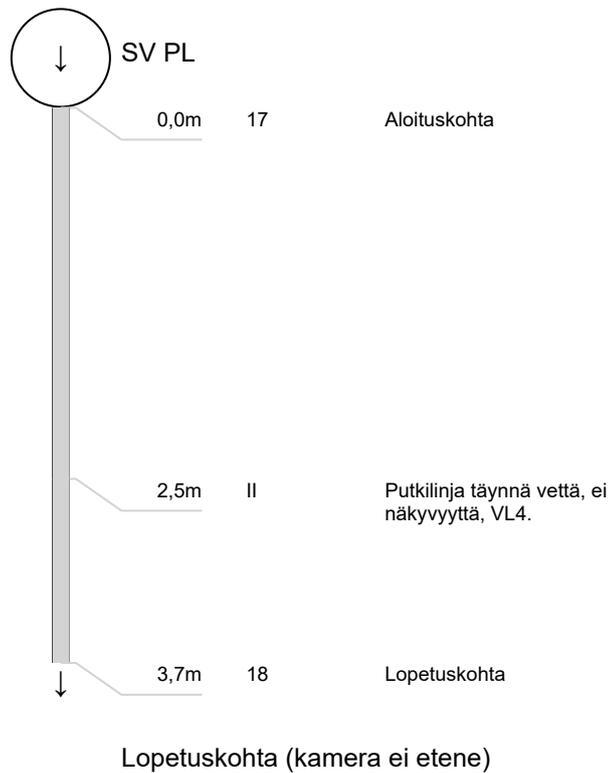 ↓ SV PL
0,0m 17 Aloituskohta
2,5m II Putkilinja täynnä vettä, ei
näkyvyyttä, VL4.
↓ 3,7m 18 Lopetuskohta
Lopetuskohta (kamera ei etene)